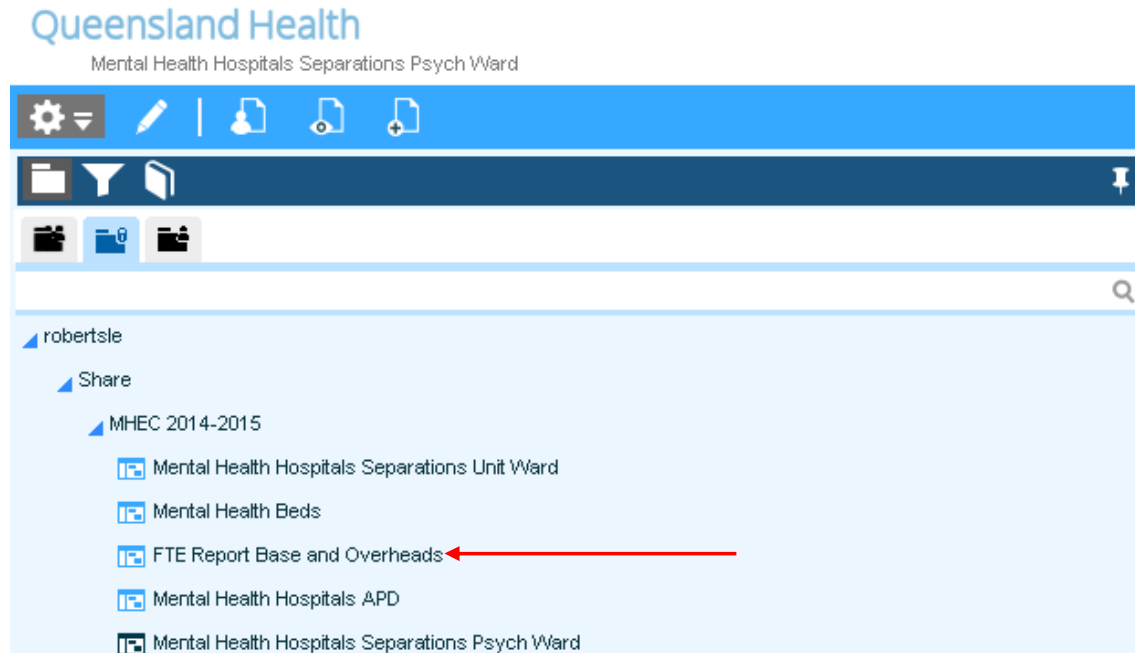 Queensland Health
Mental Health Hospitals Separations Psych Ward
robertsle
Share
MHEC 2014-2015
Mental Health Hospitals Separations Unit Ward
Mental Health Beds
FTE Report Base and Overheads
Mental Health Hospitals APD
Mental Health Hospitals Separations Psych Ward